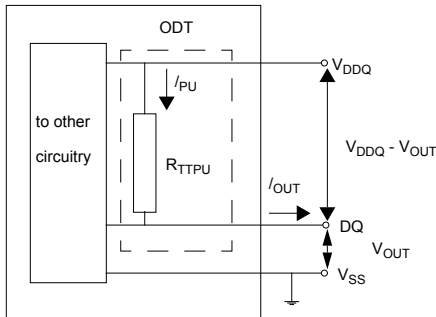 ODT
V_DDQ
I_PU
to other
circuitry
R_TTPU
V_DDQ - V_OUT
I_OUT
DQ
V_OUT
V_SS